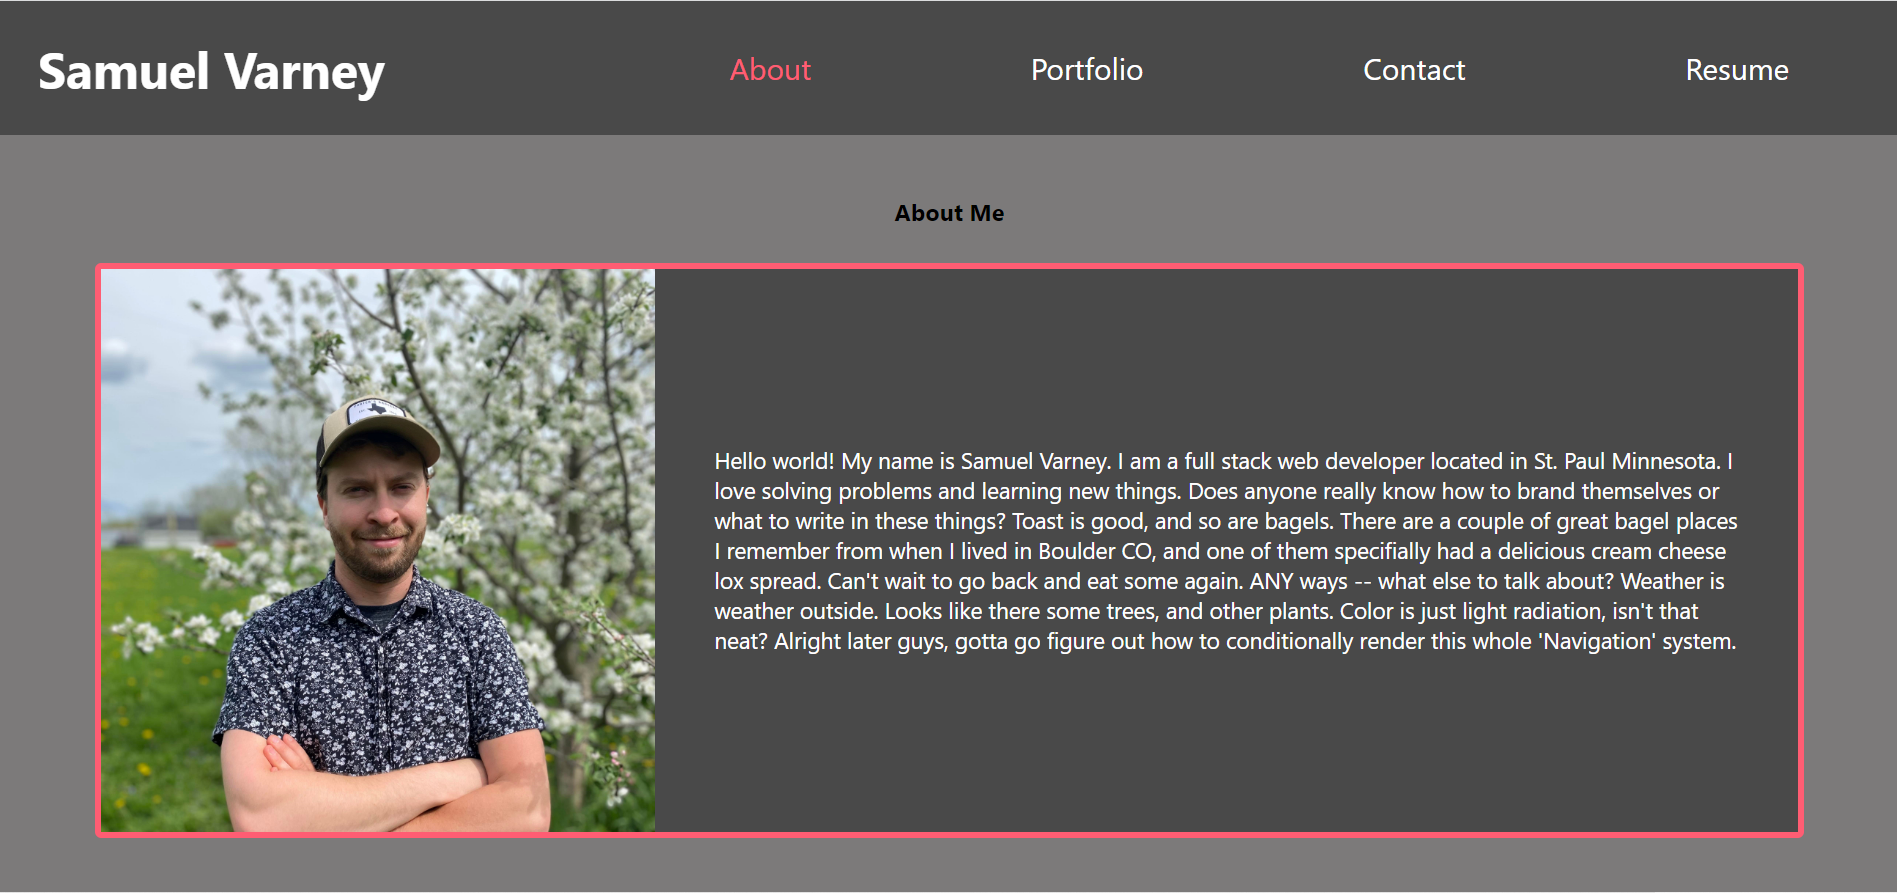 Samuel Varney
About
Portfolio
Contact
Resume
About Me
Hello world! My name is Samuel Varney. I am a full stack web developer located in St. Paul Minnesota. I
love solving problems and learning new things. Does anyone really know how to brand themselves or
what to write in these things? Toast is good, and so are bagels. There are a couple of great bagel places
I remember from when I lived in Boulder CO, and one of them specifially had a delicious cream cheese
lox spread. Can't wait to go back and eat some again. ANY ways -- what else to talk about? Weather is
weather outside. Looks like there some trees, and other plants. Color is just light radiation, isn't that
neat? Alright later guys, gotta go figure out how to conditionally render this whole 'Navigation' system.